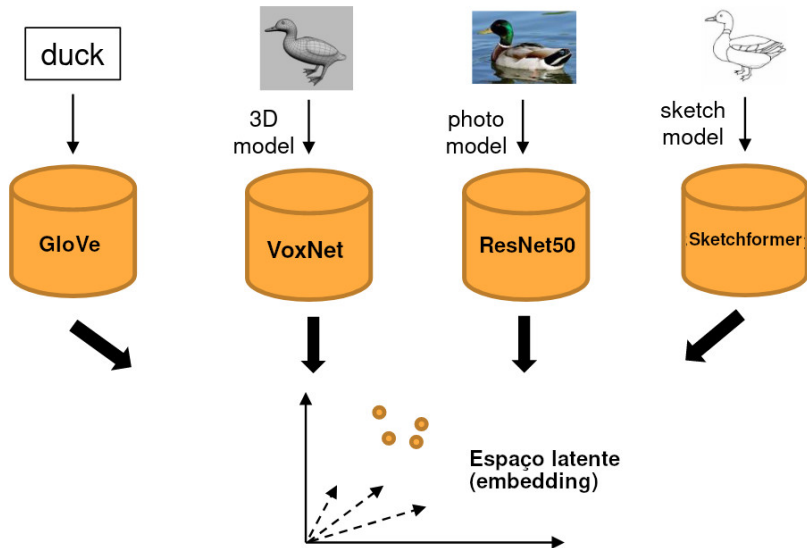 duck
3D
model
photo
model
sketch
model
GloVe
VoxNet
ResNet50
Sketchformer
Espaço latente
(embedding)